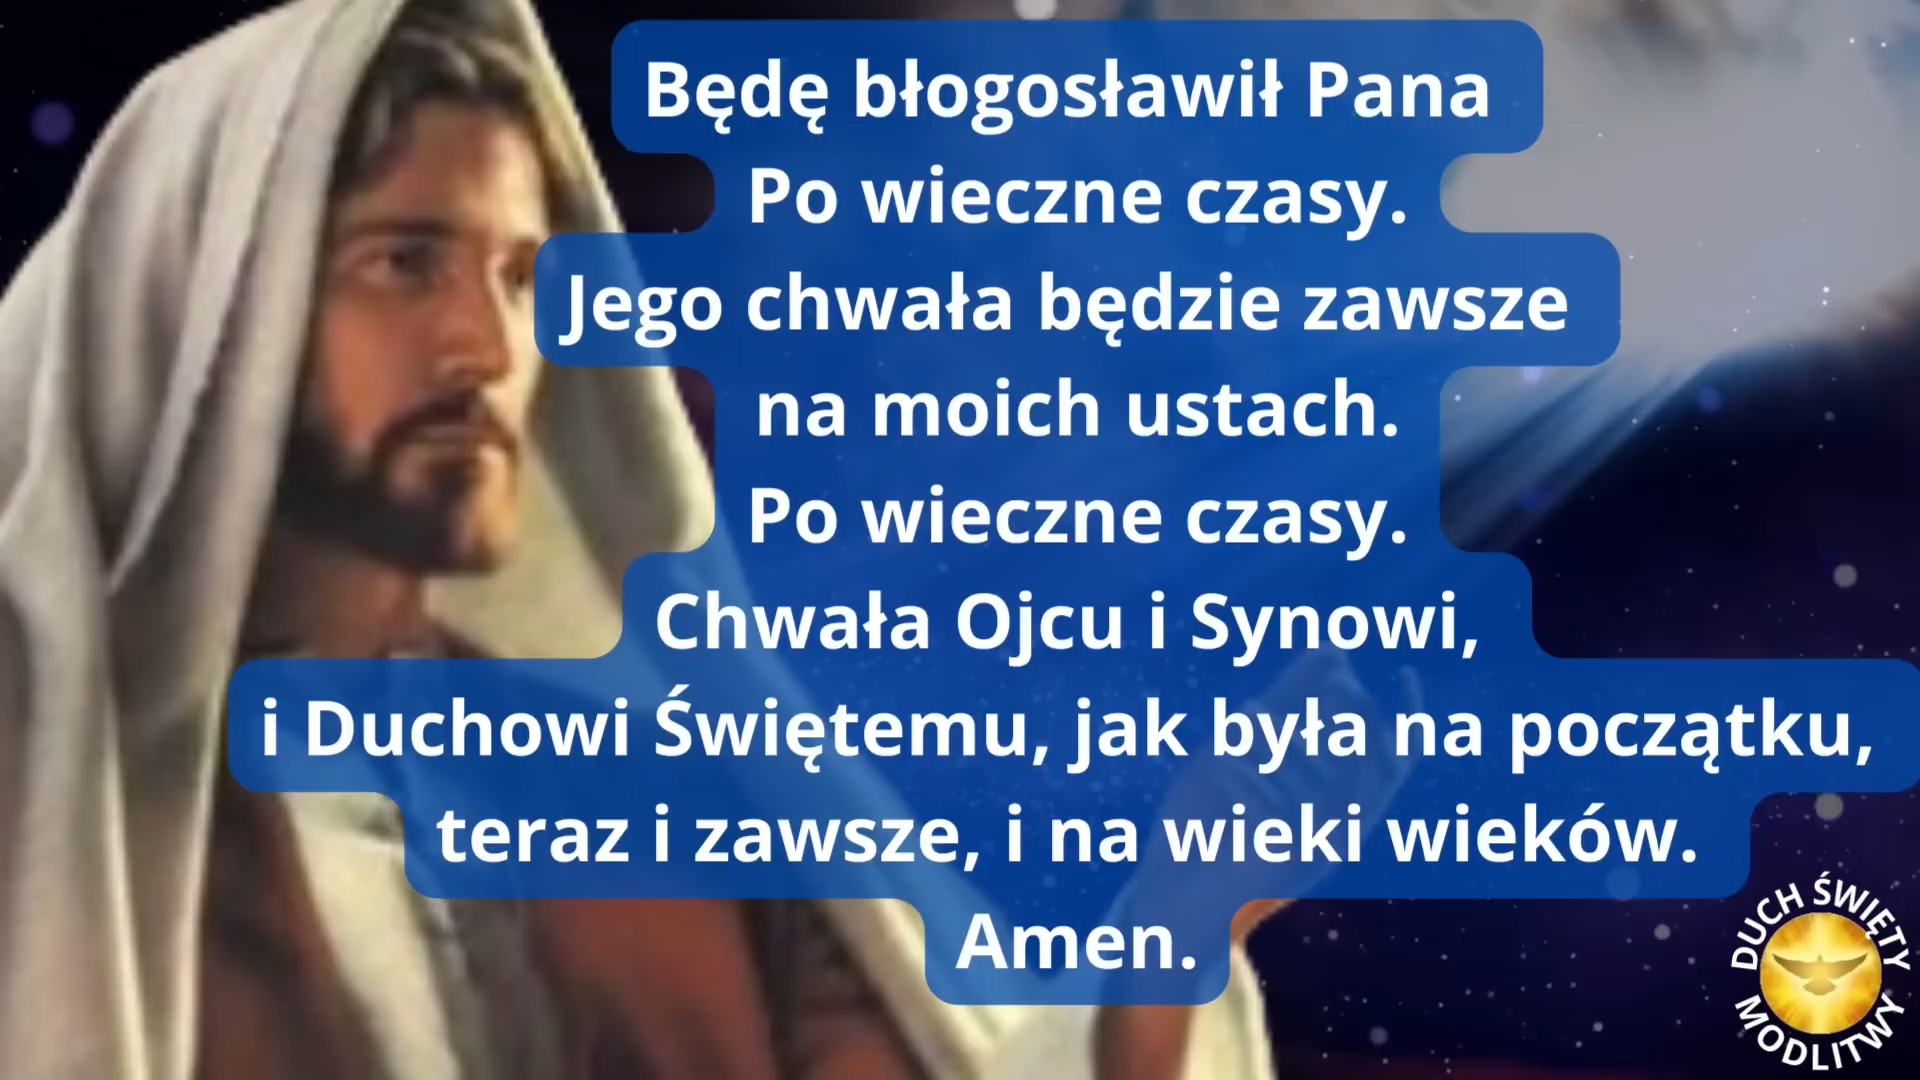 Będę błogosławił Pana
Po wieczne czasy.
Jego chwała będzie zawsze
na moich ustach.
Po wieczne czasy.
Chwała Ojcu i Synowi,
i Duchowi Świętemu, jak była na początku,
teraz i zawsze, i na wieki wieków.
Amen.
DUCH ŚWIĘTY
MODLITWY